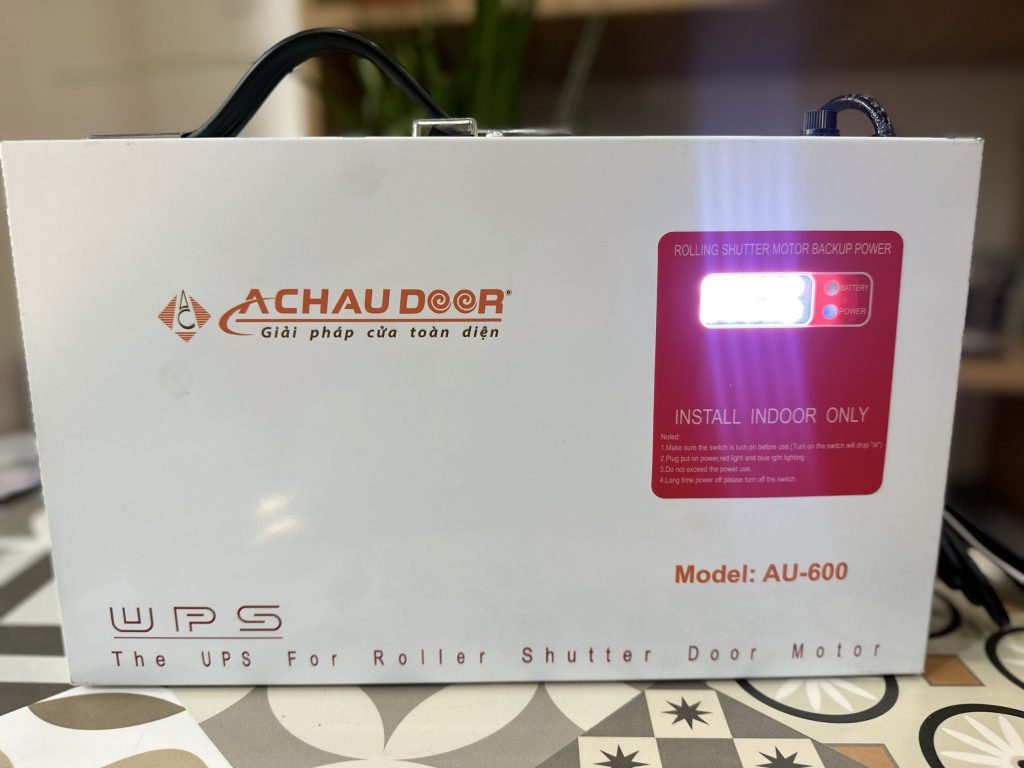 AC
ACHAU DOOR®
Giải pháp cửa toàn diện
ROLLING SHUTTER MOTOR BACKUP POWER
BATTERY
POWER
INSTALL INDOOR ONLY
Noted:
1.Make sure the switch is turn on before use.(Turn on the switch will drop "di")
2.Plug put on power,red light and blue ight lighting.
3.Do not exceed the power use.
4.Long time power off please turn off the switch.
Model: AU-600
UPS
The UPS For Roller Shutter Door Motor